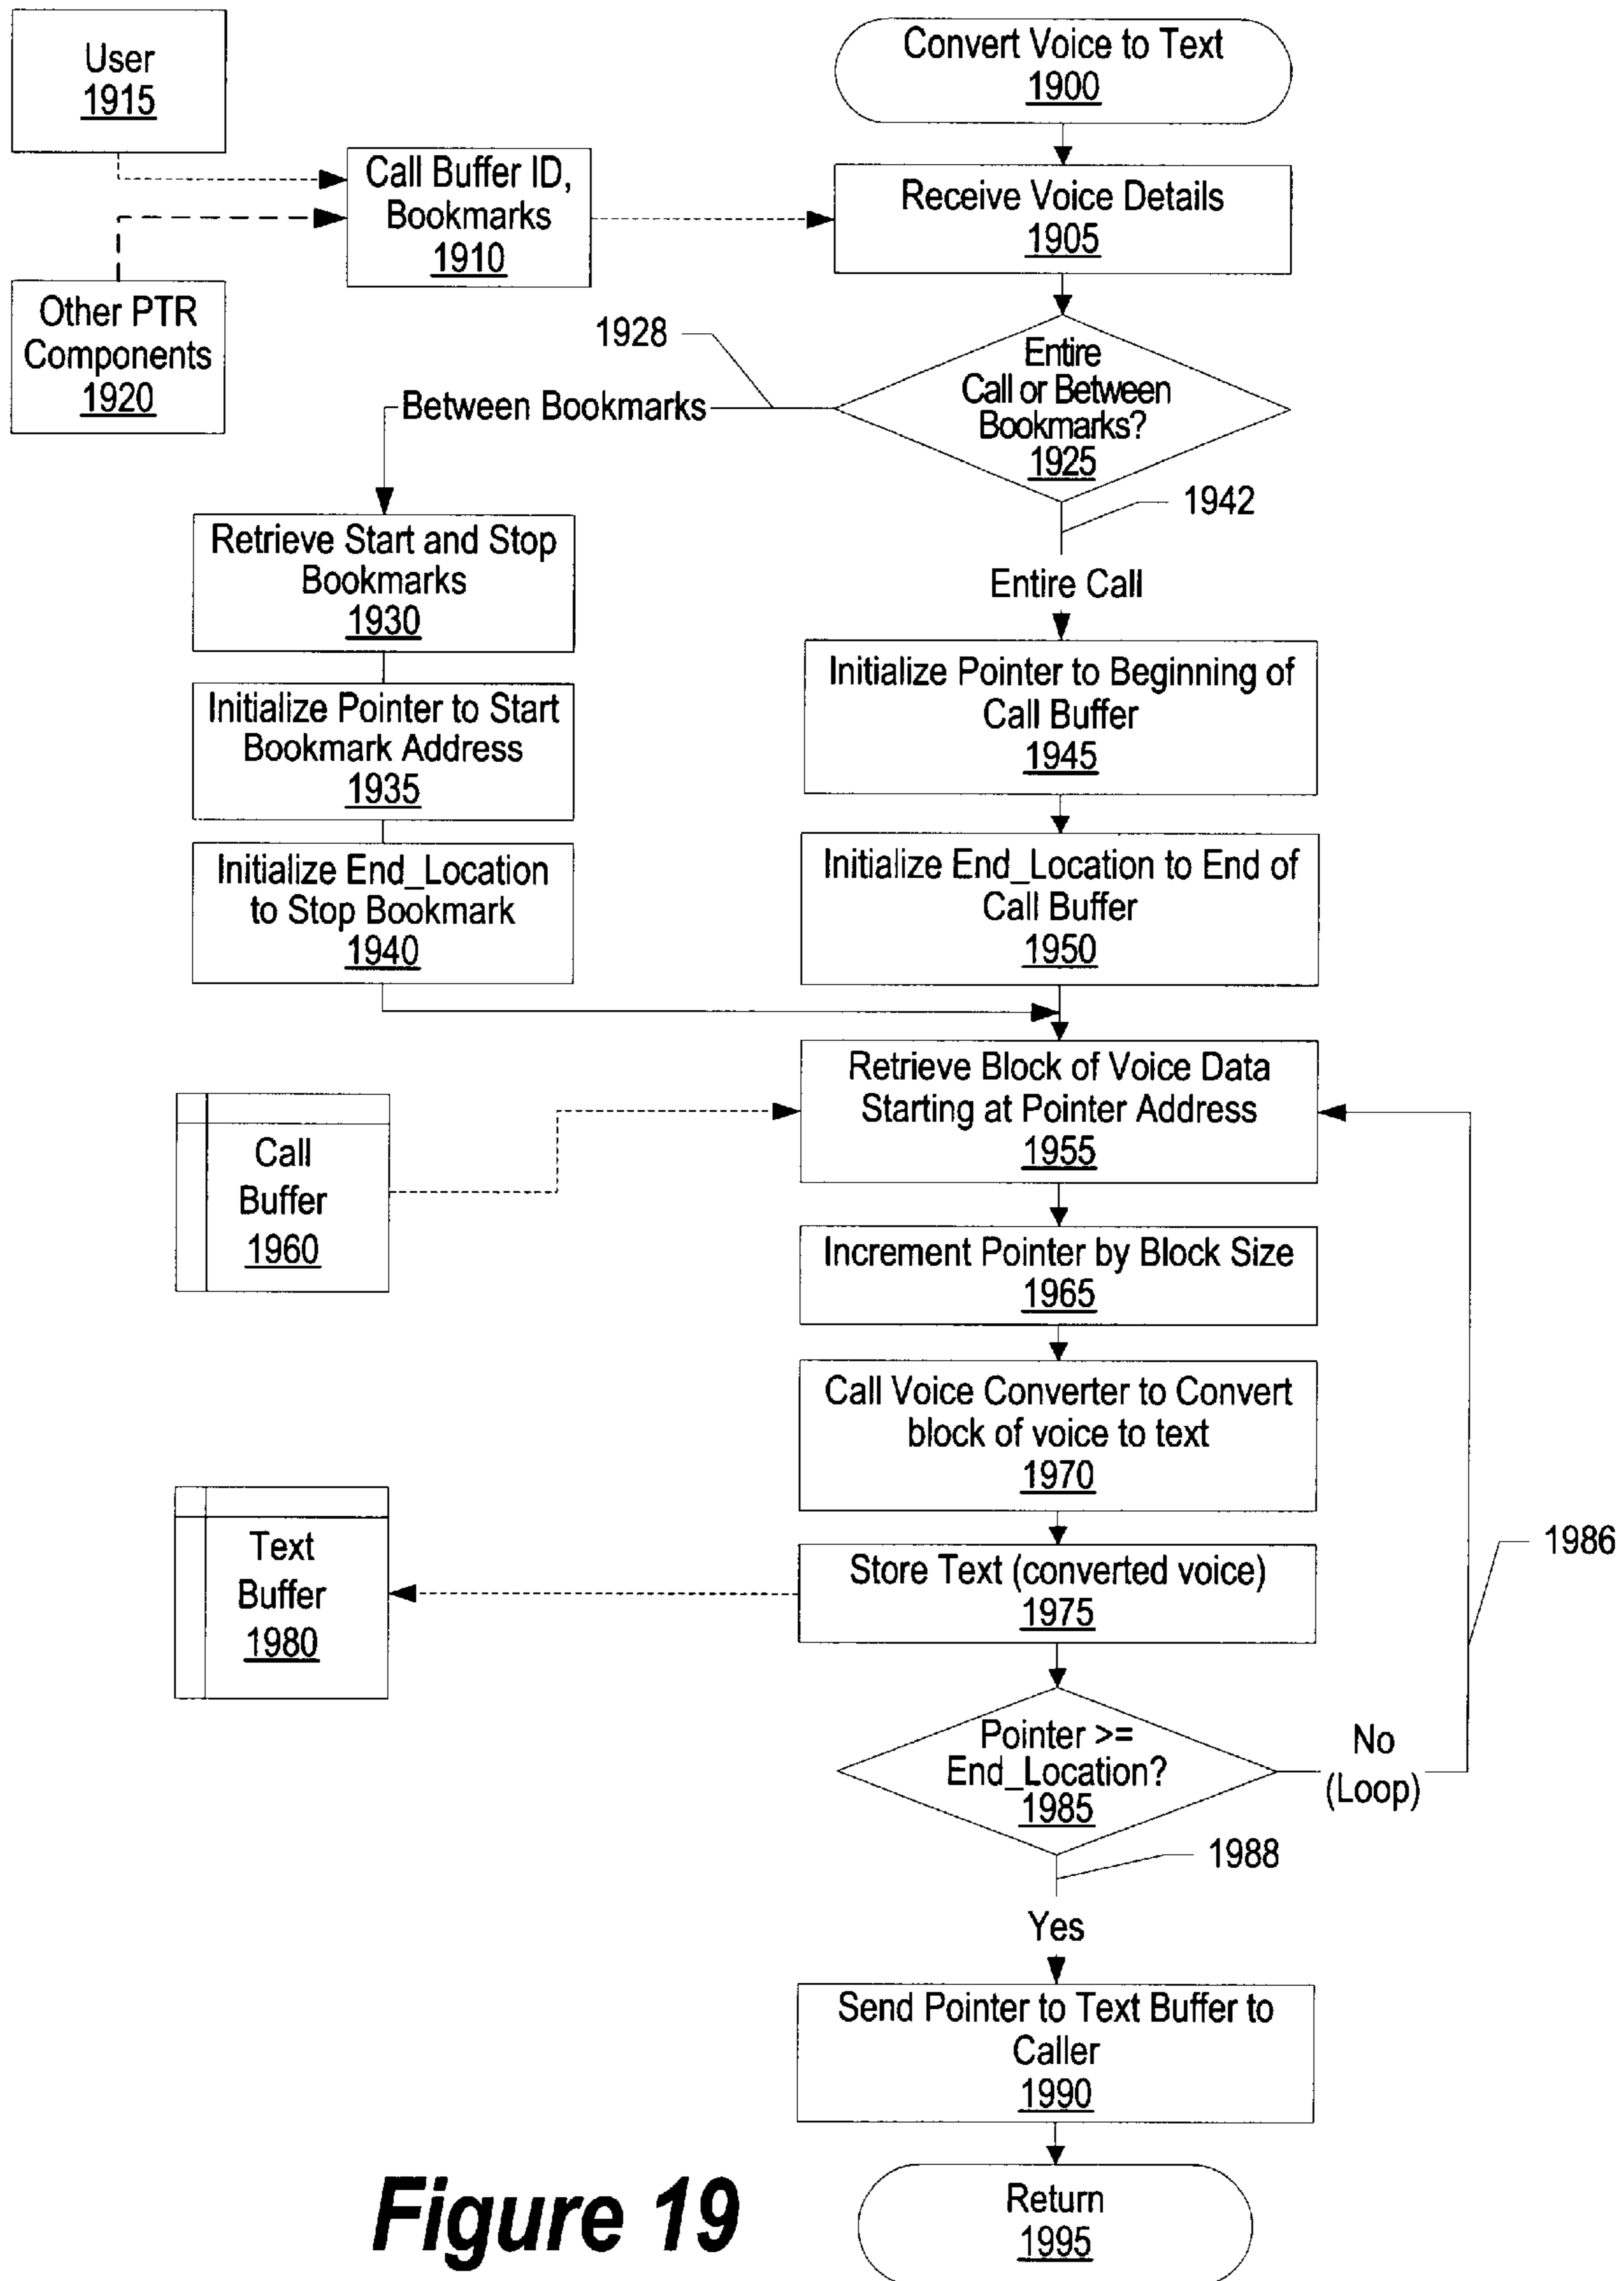 User
1915
Convert Voice to Text
1900
Call Buffer ID,
Bookmarks
1910
Receive Voice Details
1905
Other PTR
Components
1920
1928
Entire
Call or Between
Bookmarks?
1925
Between Bookmarks
1942
Entire Call
Retrieve Start and Stop
Bookmarks
1930
Initialize Pointer to Start
Bookmark Address
1935
Initialize End_Location
to Stop Bookmark
1940
Initialize Pointer to Beginning of
Call Buffer
1945
Initialize End_Location to End of
Call Buffer
1950
Retrieve Block of Voice Data
Starting at Pointer Address
1955
Call
Buffer
1960
Increment Pointer by Block Size
1965
Call Voice Converter to Convert
block of voice to text
1970
Text
Buffer
1980
Store Text (converted voice)
1975
1986
Pointer >=
End_Location?
1985
No
(Loop)
1988
Yes
Send Pointer to Text Buffer to
Caller
1990
Return
1995
Figure 19